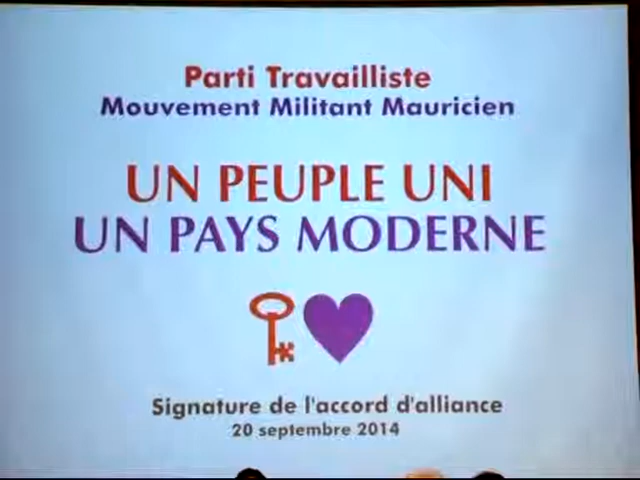 Parti Travailliste
Mouvement Militant Mauricien
UN PEUPLE UNI
UN PAYS MODERNE
Signature de l'accord d'alliance
20 septembre 2014